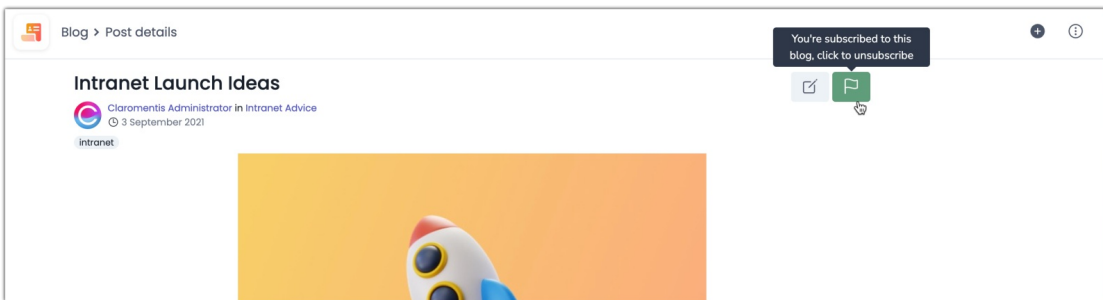 Blog > Post details
You're subscribed to this
blog, click to unsubscribe
Intranet Launch Ideas
Claromentis Administrator in Intranet Advice
3 September 2021
intranet